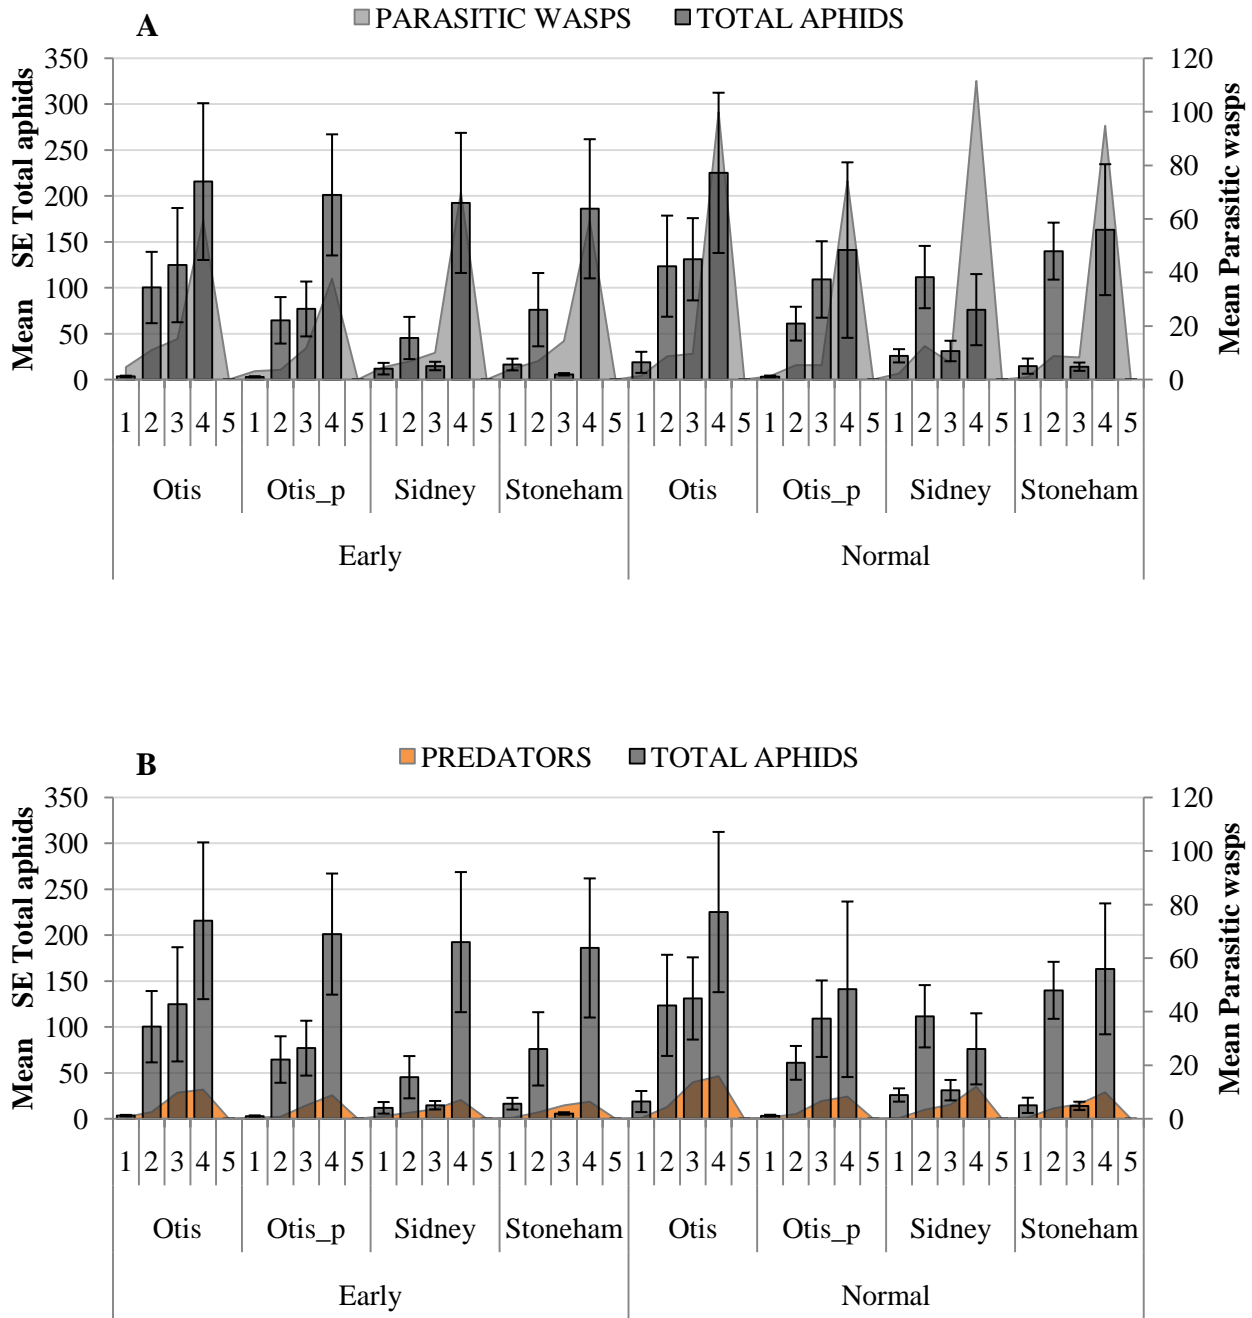 A
PARASITIC WASPS TOTAL APHIDS
350 120
300 100
250 80
200 60
150 40
100 20
50 0
0
Mean SE Total aphids
Mean Parasitic wasps
1 2 3 4 5 1 2 3 4 5 1 2 3 4 5 1 2 3 4 5 1 2 3 4 5 1 2 3 4 5 1 2 3 4 5 1 2 3 4 5
Otis Otis_p Sidney Stoneham Otis Otis_p Sidney Stoneham
Early Normal
B
PREDATORS TOTAL APHIDS
350 120
300 100
250 80
200 60
150 40
100 20
50 0
0
Mean SE Total aphids
Mean Parasitic wasps
1 2 3 4 5 1 2 3 4 5 1 2 3 4 5 1 2 3 4 5 1 2 3 4 5 1 2 3 4 5 1 2 3 4 5 1 2 3 4 5
Otis Otis_p Sidney Stoneham Otis Otis_p Sidney Stoneham
Early Normal